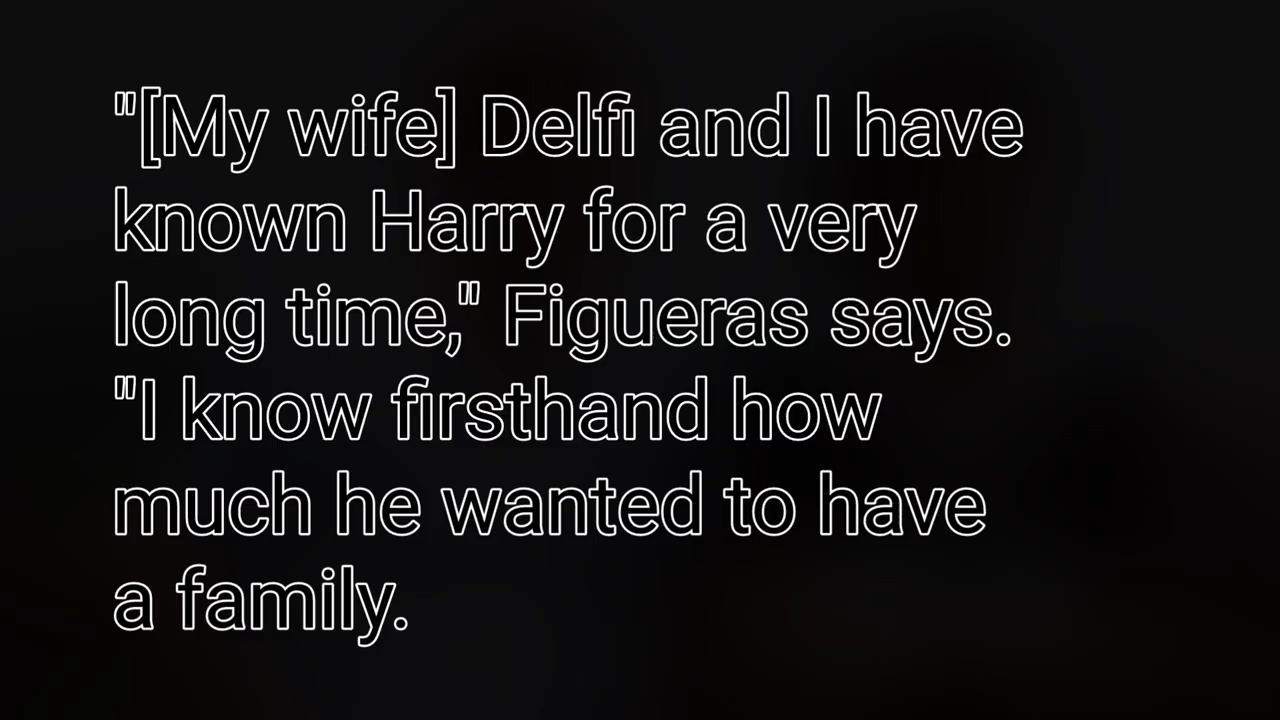 "[My wife] Delfi and I have
known Harry for a very
long time," Figueras says.
"I know firsthand how
much he wanted to have
a family.